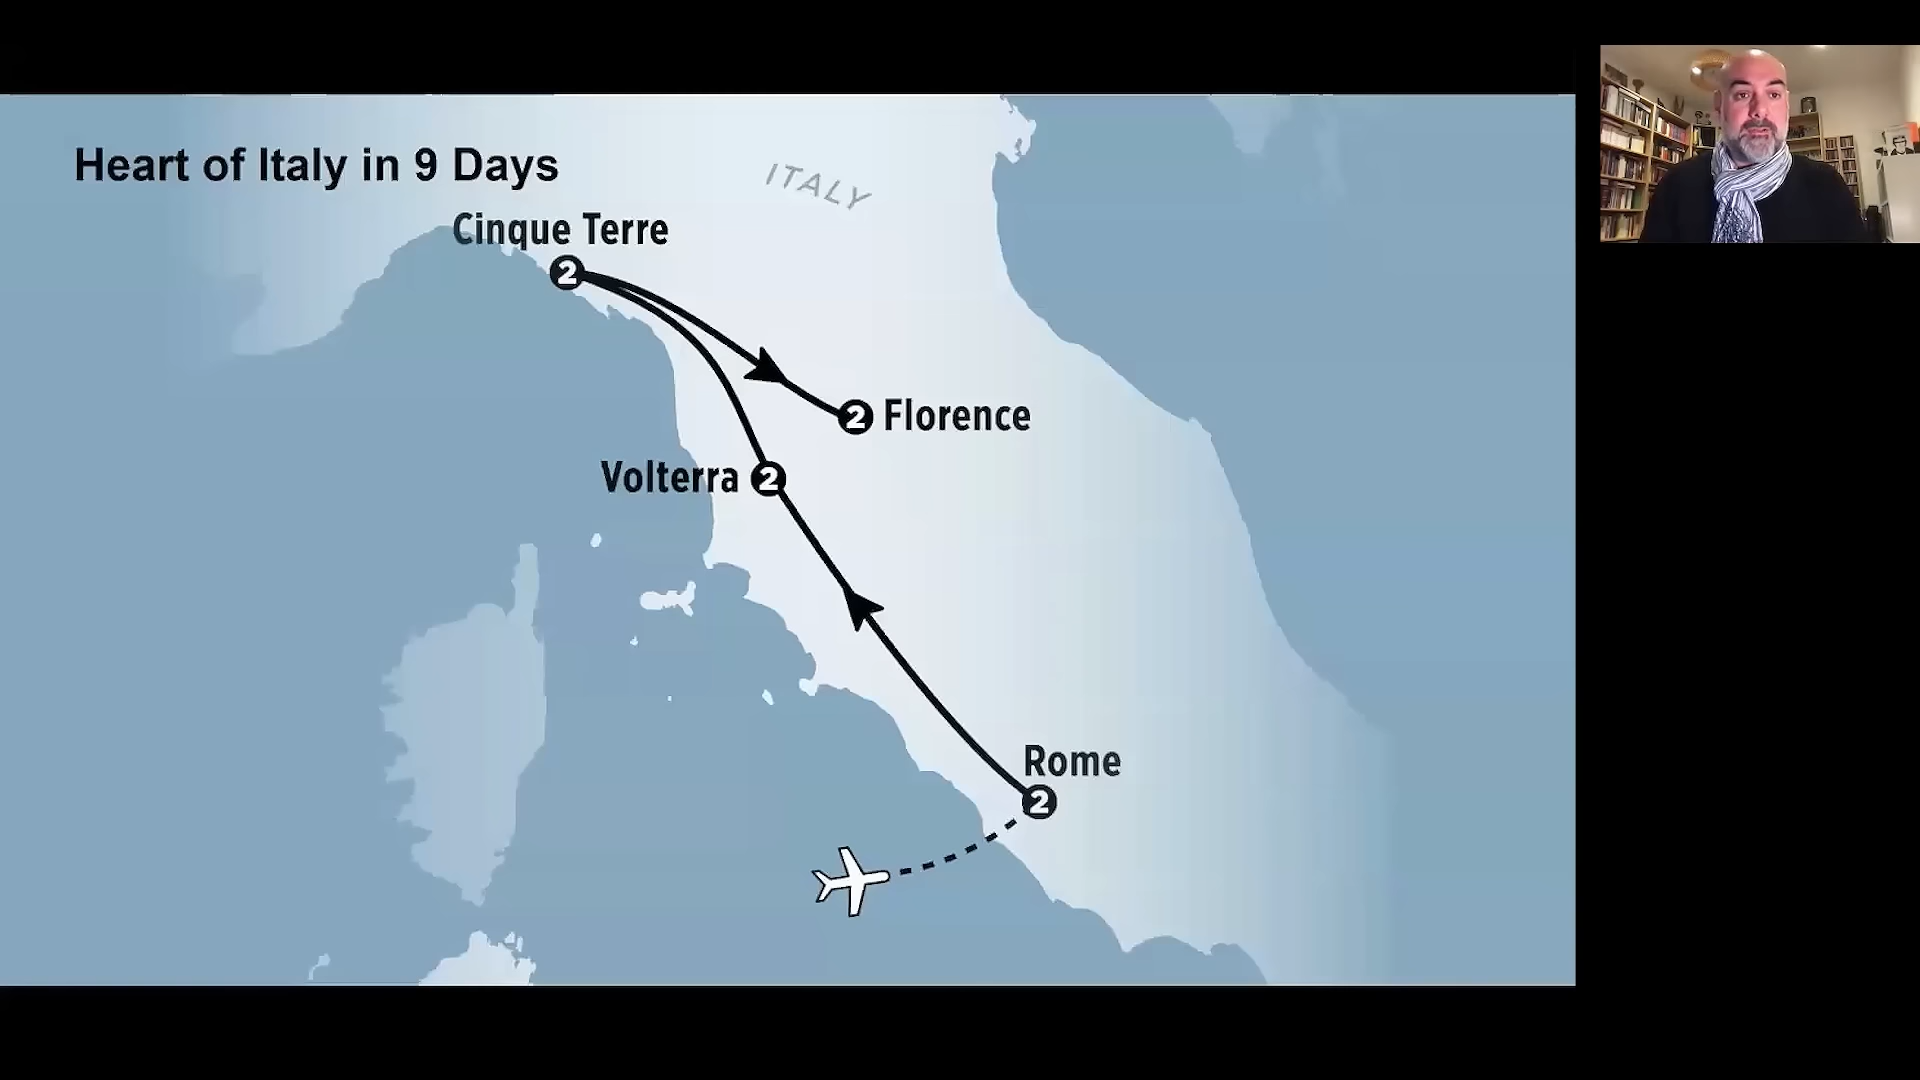 Heart of Italy in 9 Days
ITALY
Cinque Terre
2
2 Florence
Volterra 2
Rome
2